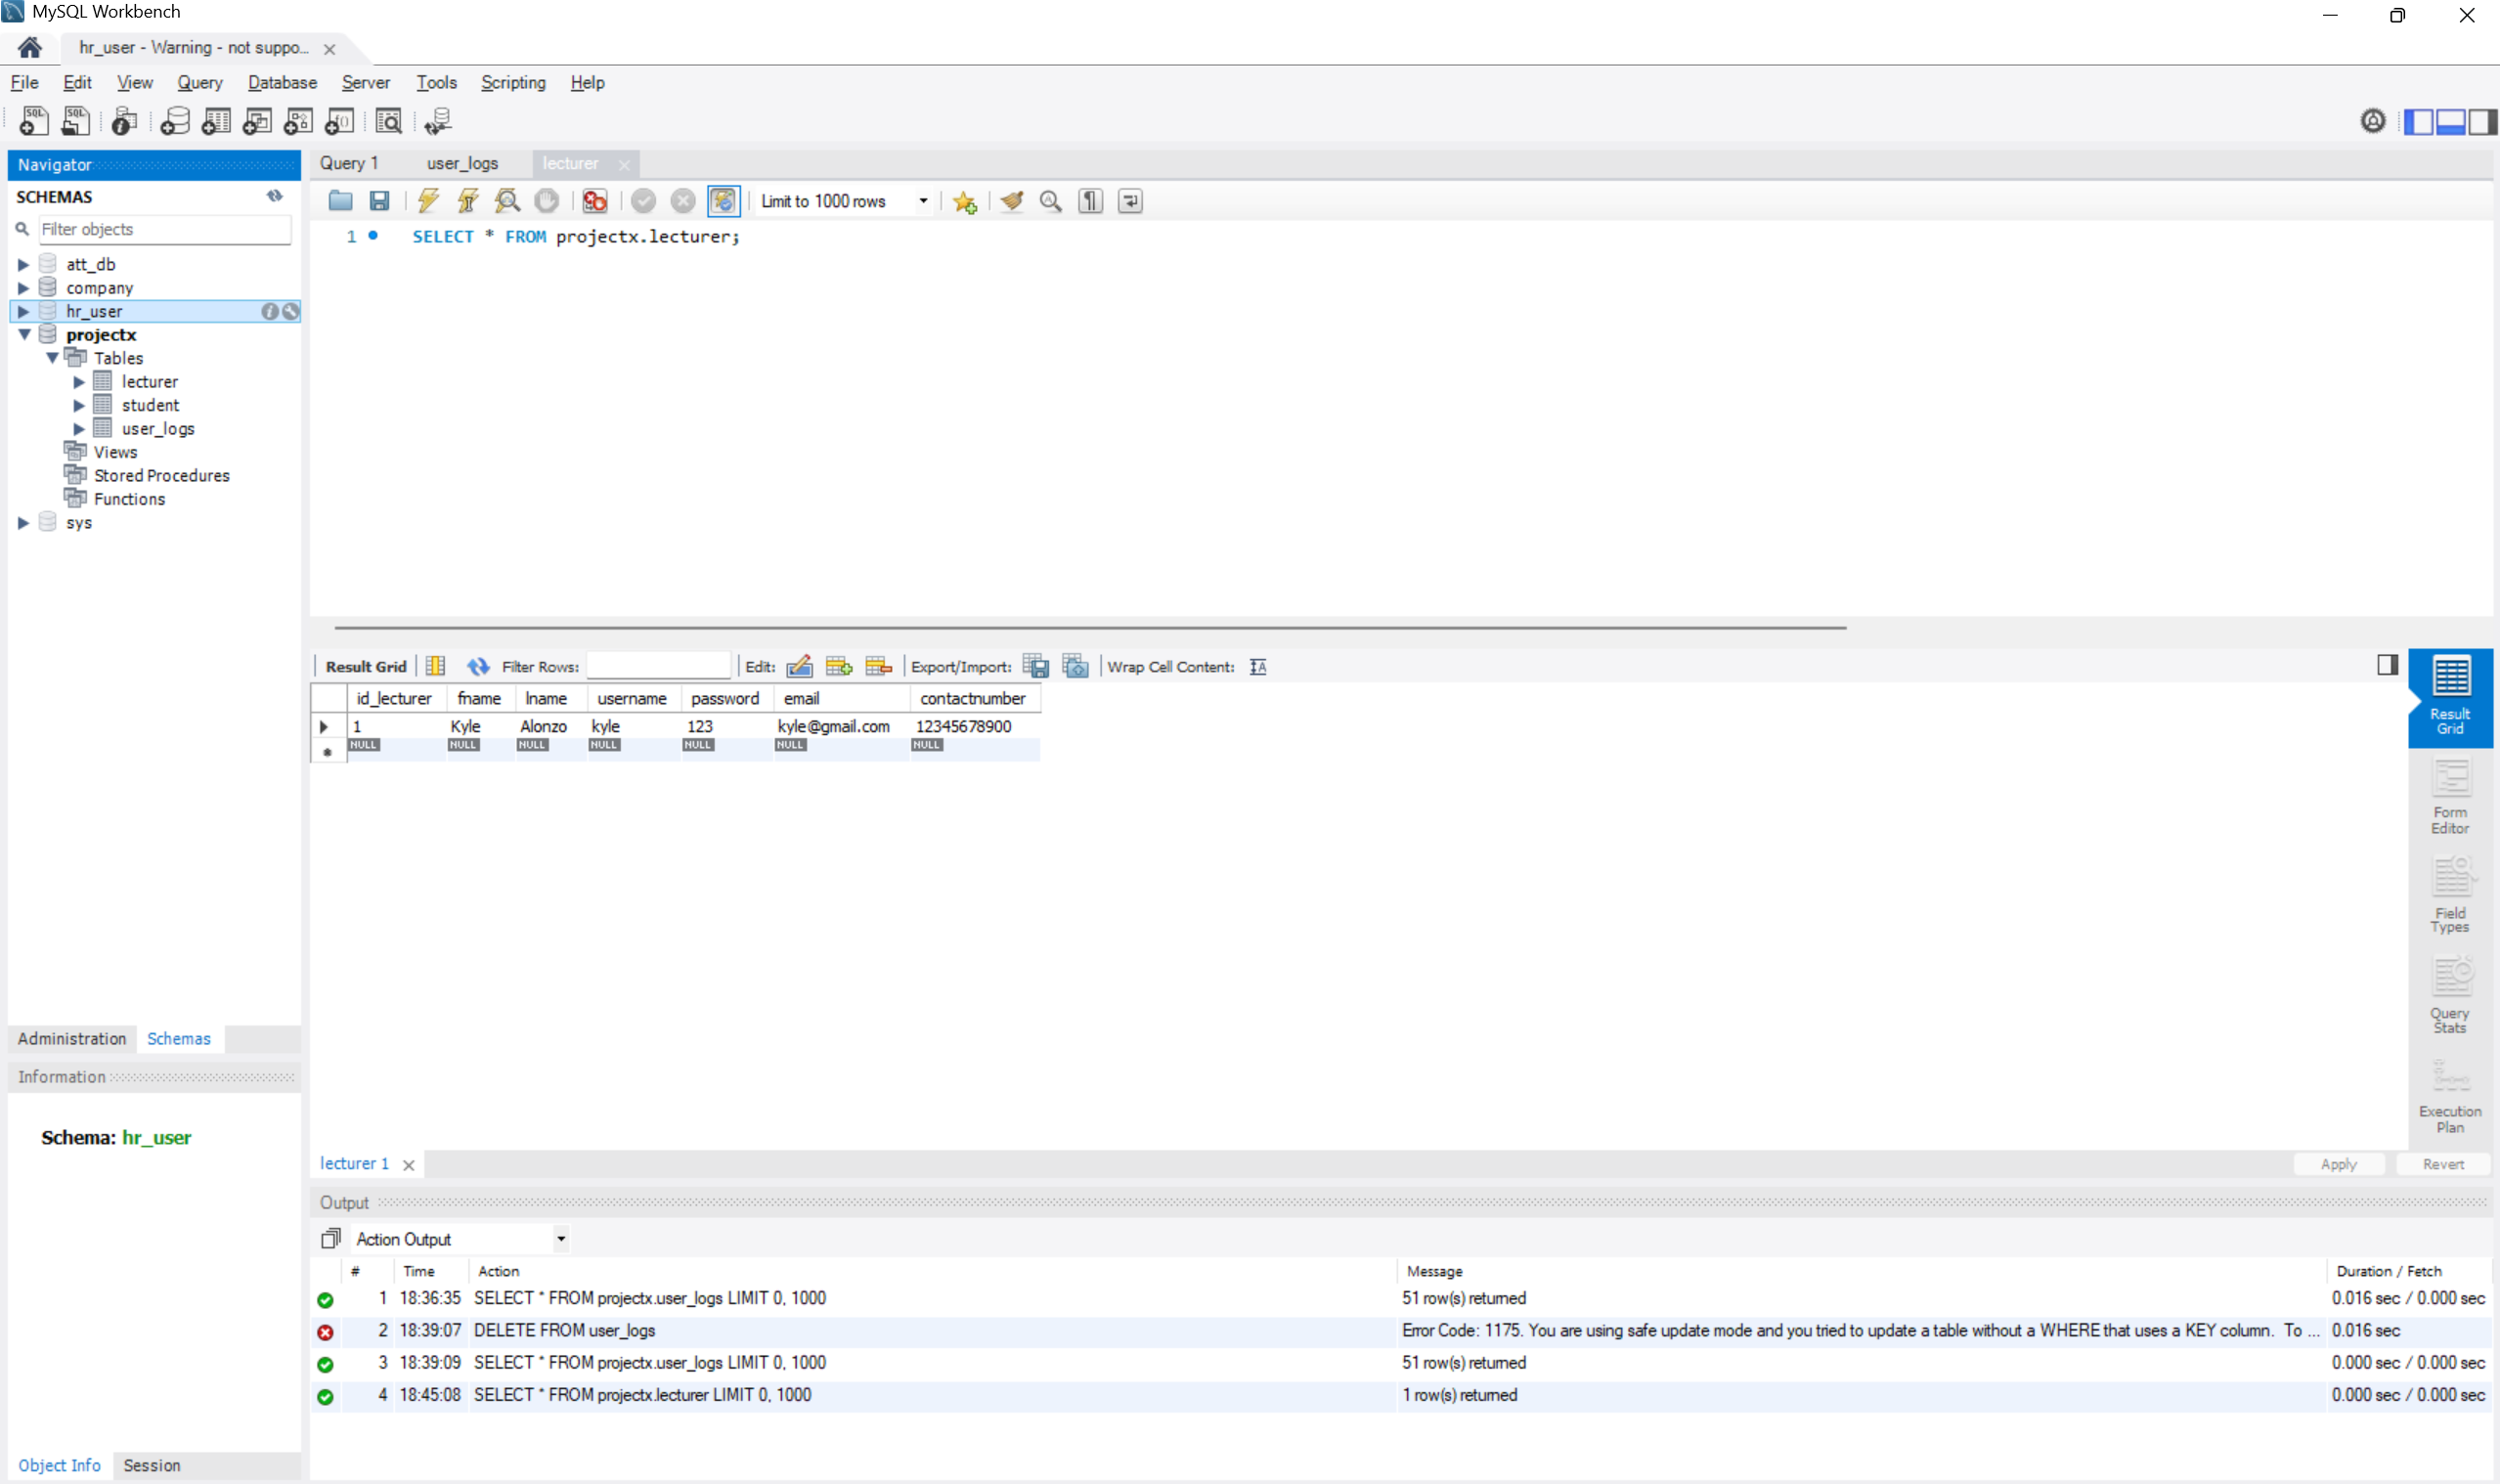 MySQL Workbench
hr_user - Warning - not suppo...
File Edit View Query Database Server Tools Scripting Help
Navigator
SCHEMAS
Filter objects
att_db
company
hr_user
projectx
Tables
lecturer
student
user_logs
Views
Stored Procedures
Functions
sys
Administration Schemas
Information
Schema: hr_user
Object Info Session
Query 1 user_logs lecturer
Limit to 1000 rows
1 SELECT * FROM projectx.lecturer;
Result Grid Filter Rows: Edit: Export/Import: Wrap Cell Content:
id_lecturer fname lname username password email contactnumber
1 Kyle Alonzo kyle 123 kyle@gmail.com 12345678900
NULL NULL NULL NULL NULL NULL NULL
Result
Grid
Form
Editor
Field
Types
Query
Stats
Execution
Plan
lecturer 1
Apply Revert
Output
Action Output
# Time Action Message Duration / Fetch
1 18:36:35 SELECT * FROM projectx.user_logs LIMIT 0, 1000 51 row(s) returned 0.016 sec / 0.000 sec
2 18:39:07 DELETE FROM user_logs Error Code: 1175. You are using safe update mode and you tried to update a table without a WHERE that uses a KEY column. To ... 0.016 sec
3 18:39:09 SELECT * FROM projectx.user_logs LIMIT 0, 1000 51 row(s) returned 0.000 sec / 0.000 sec
4 18:45:08 SELECT * FROM projectx.lecturer LIMIT 0, 1000 1 row(s) returned 0.000 sec / 0.000 sec